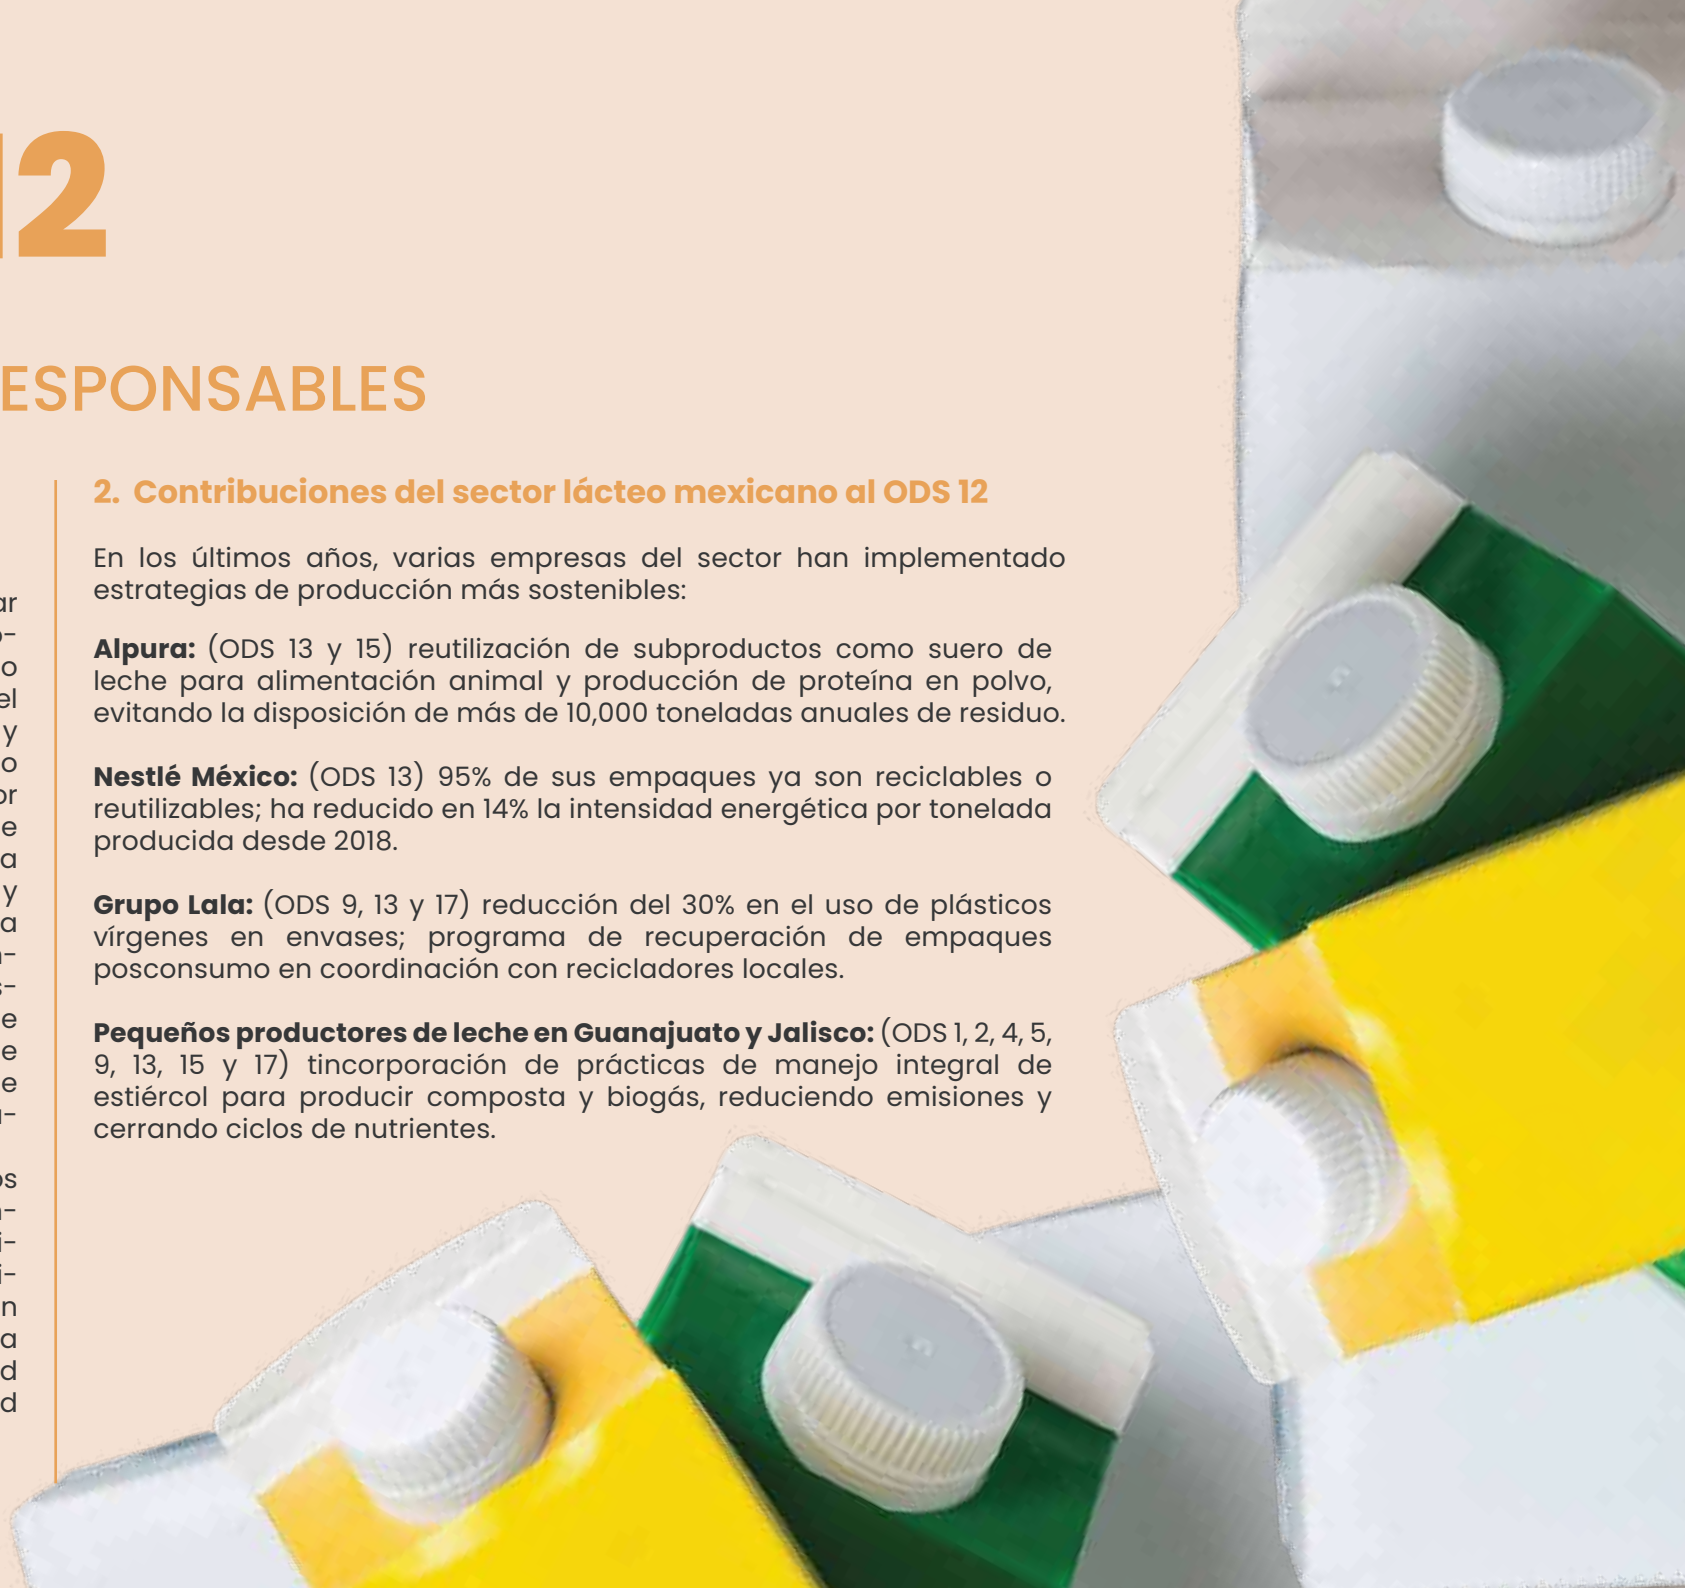 12
ESPONSABLES
ar
o-
o
el
y
o
or
e
a
y
a
n-
s-
e
e
e
os
n-
i-
i-
n
a
d
d
2. Contribuciones del sector lácteo mexicano al ODS 12
En los últimos años, varias empresas del sector han implementado
estrategias de producción más sostenibles:
Alpura: (ODS 13 y 15) reutilización de subproductos como suero de
leche para alimentación animal y producción de proteína en polvo,
evitando la disposición de más de 10,000 toneladas anuales de residuo.
Nestlé México: (ODS 13) 95% de sus empaques ya son reciclables o
reutilizables; ha reducido en 14% la intensidad energética por tonelada
producida desde 2018.
Grupo Lala: (ODS 9, 13 y 17) reducción del 30% en el uso de plásticos
vírgenes en envases; programa de recuperación de empaques
posconsumo en coordinación con recicladores locales.
Pequeños productores de leche en Guanajuato y Jalisco: (ODS 1, 2, 4, 5,
9, 13, 15 y 17) tincorporación de prácticas de manejo integral de
estiércol para producir composta y biogás, reduciendo emisiones y
cerrando ciclos de nutrientes.